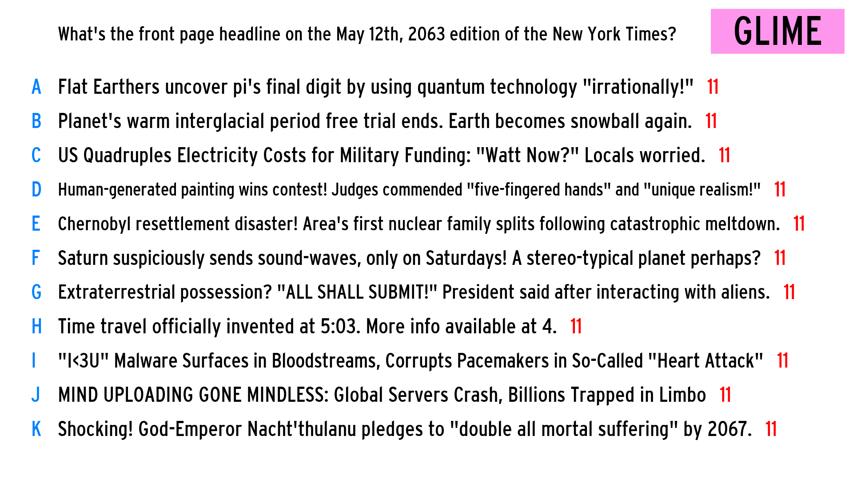 What's the front page headline on the May 12th, 2063 edition of the New York Times?
GLIME
A Flat Earthers uncover pi's final digit by using quantum technology "irrationally!" 11
B Planet's warm interglacial period free trial ends. Earth becomes snowball again. 11
C US Quadruples Electricity Costs for Military Funding: "Watt Now?" Locals worried. 11
D Human-generated painting wins contest! Judges commended "five-fingered hands" and "unique realism!" 11
E Chernobyl resettlement disaster! Area's first nuclear family splits following catastrophic meltdown. 11
F Saturn suspiciously sends sound-waves, only on Saturdays! A stereo-typical planet perhaps? 11
G Extraterrestrial possession? "ALL SHALL SUBMIT!" President said after interacting with aliens. 11
H Time travel officially invented at 5:03. More info available at 4. 11
I "I<3U" Malware Surfaces in Bloodstreams, Corrupts Pacemakers in So-Called "Heart Attack" 11
J MIND UPLOADING GONE MINDLESS: Global Servers Crash, Billions Trapped in Limbo 11
K Shocking! God-Emperor Nacht'thulanu pledges to "double all mortal suffering" by 2067. 11